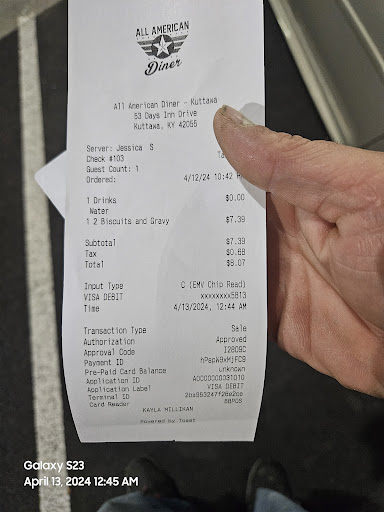 ALL AMERICAN
Diner
All American Diner - Kuttawa
53 Days Inn Drive
Kuttawa, KY 42055
Server: Jessica S
Check #103
Guest Count: 1
Ordered: 4/12/24 10:42
1 Drinks $0.00
Water
1 2 Biscuits and Gravy $7.39
Subtotal $7.39
Tax $0.68
Total $8.07
Input Type C (EMV Chip Read)
VISA DEBIT xxxxxxxx5613
Time 4/13/2024, 12:44 AM
Transaction Type Sale
Authorization Approved
Approval Code
Payment ID
Pre-Paid Card Balance unknown
Application ID A0000000031010
Application Label VISA DEBIT
Terminal ID
Card Reader BBPOS
KAYLA MILLIKAN
Powered by Toast
Galaxy S23
April 13, 2024 12:45 AM